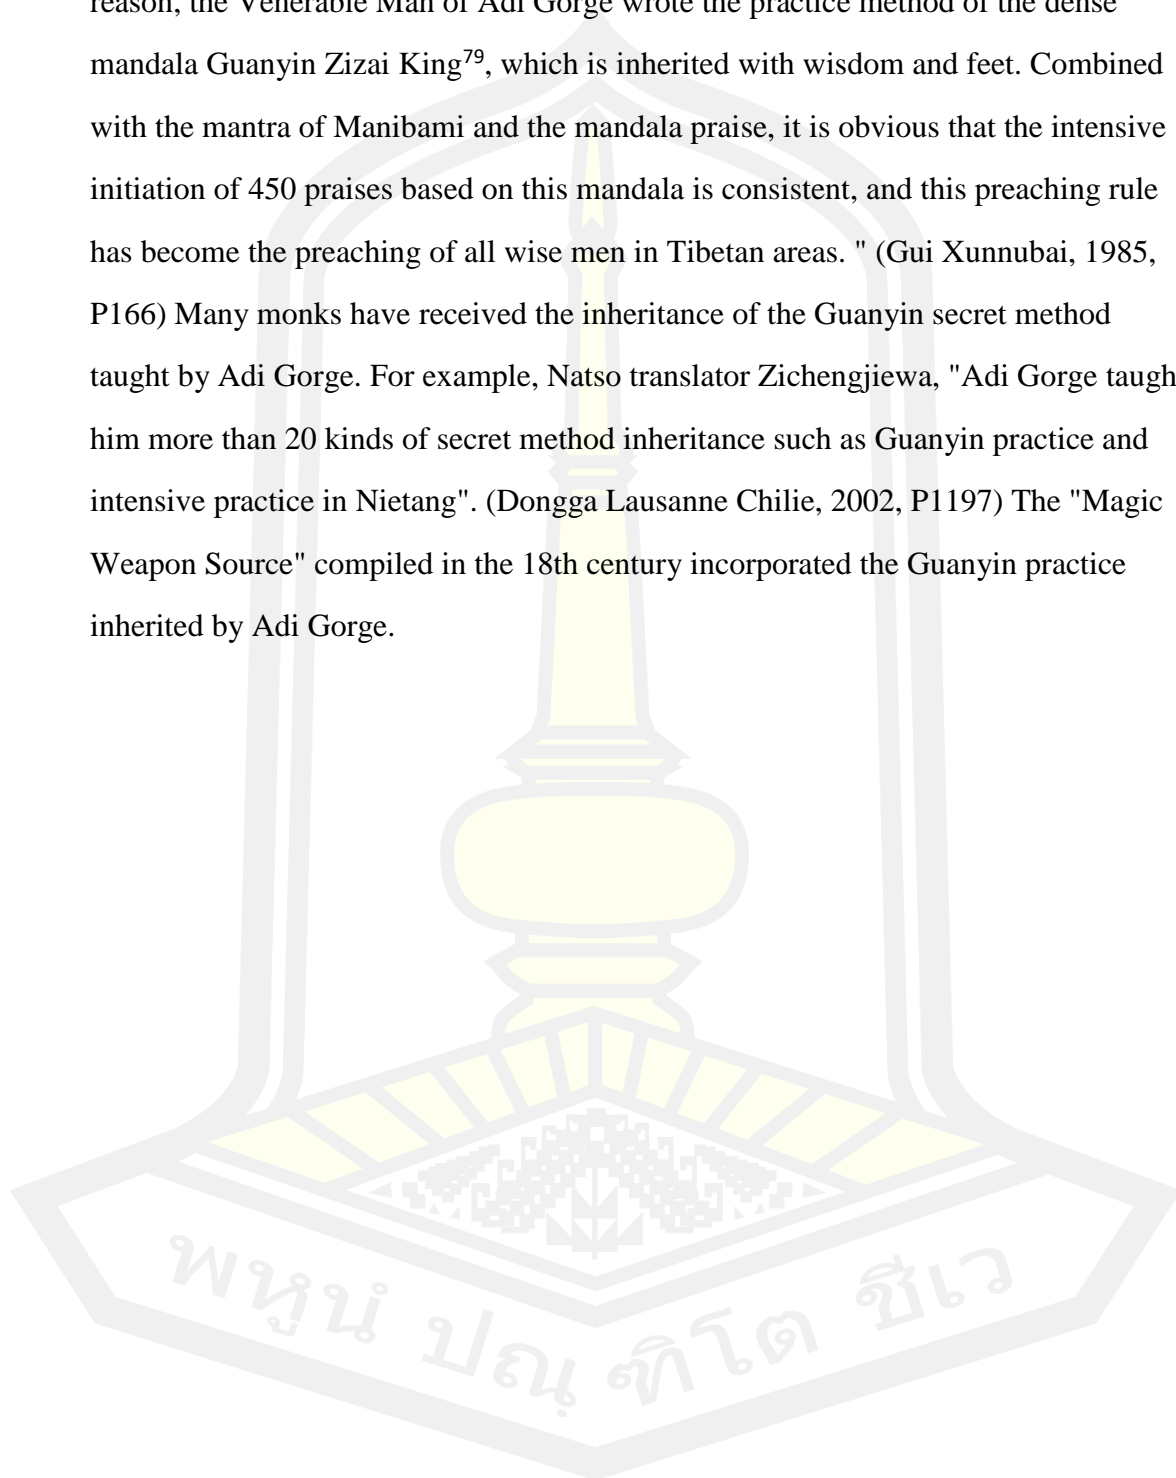 reason, the Venerable Man of Adi Gorge wrote the practice method of the dense
mandala Guanyin Zizai King79, which is inherited with wisdom and feet. Combined
with the mantra of Manibami and the mandala praise, it is obvious that the intensive
initiation of 450 praises based on this mandala is consistent, and this preaching rule
has become the preaching of all wise men in Tibetan areas. " (Gui Xunnubai, 1985,
P166) Many monks have received the inheritance of the Guanyin secret method
taught by Adi Gorge. For example, Natso translator Zichengjiewa, "Adi Gorge taugh
him more than 20 kinds of secret method inheritance such as Guanyin practice and
intensive practice in Nietang". (Dongga Lausanne Chilie, 2002, P1197) The "Magic
Weapon Source" compiled in the 18th century incorporated the Guanyin practice
inherited by Adi Gorge.
พหูนํ ปณฺฑิโต ชีเว